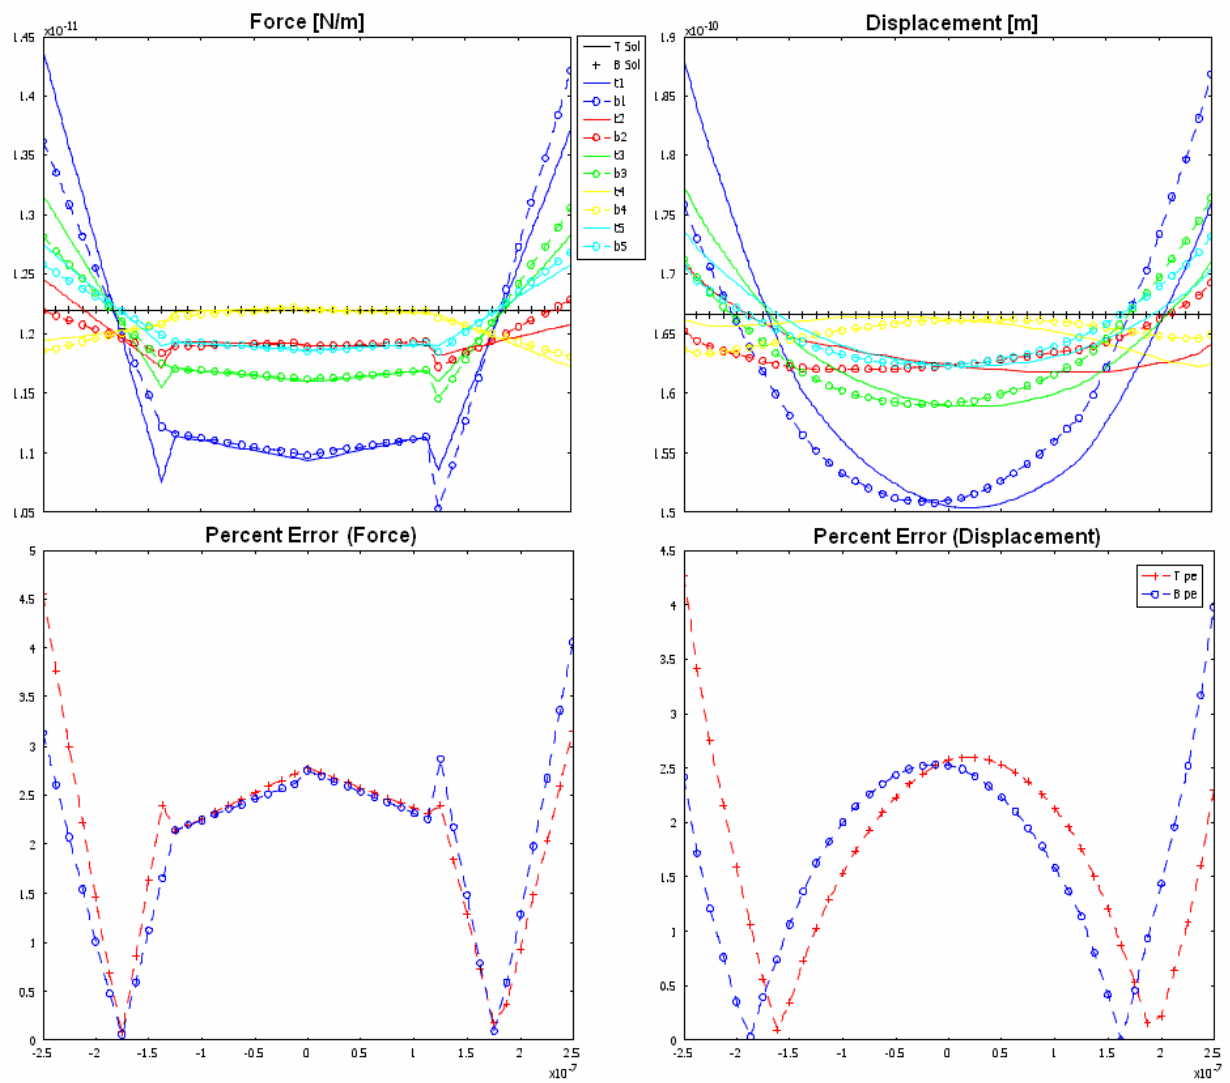 Force [N/m]
x10-11
1.45
1.4
1.35
1.3
1.25
1.2
1.15
1.1
1.05
T Sol
B Sol
t1
b1
t2
b2
t3
b3
t4
b4
t5
b5
Displacement [m]
x10-10
1.9
1.85
1.8
1.75
1.7
1.65
1.6
1.55
1.5
Percent Error (Force)
5
4.5
4
3.5
3
2.5
2
1.5
1
0.5
0
-2.5 -2 -1.5 -1 -0.5 0 0.5 1 1.5 2 2.5
x10-7
Percent Error (Displacement)
4.5
4
3.5
3
2.5
2
1.5
1
0.5
0
T pe
B pe
-2.5 -2 -1.5 -1 -0.5 0 0.5 1 1.5 2 2.5
x10-7